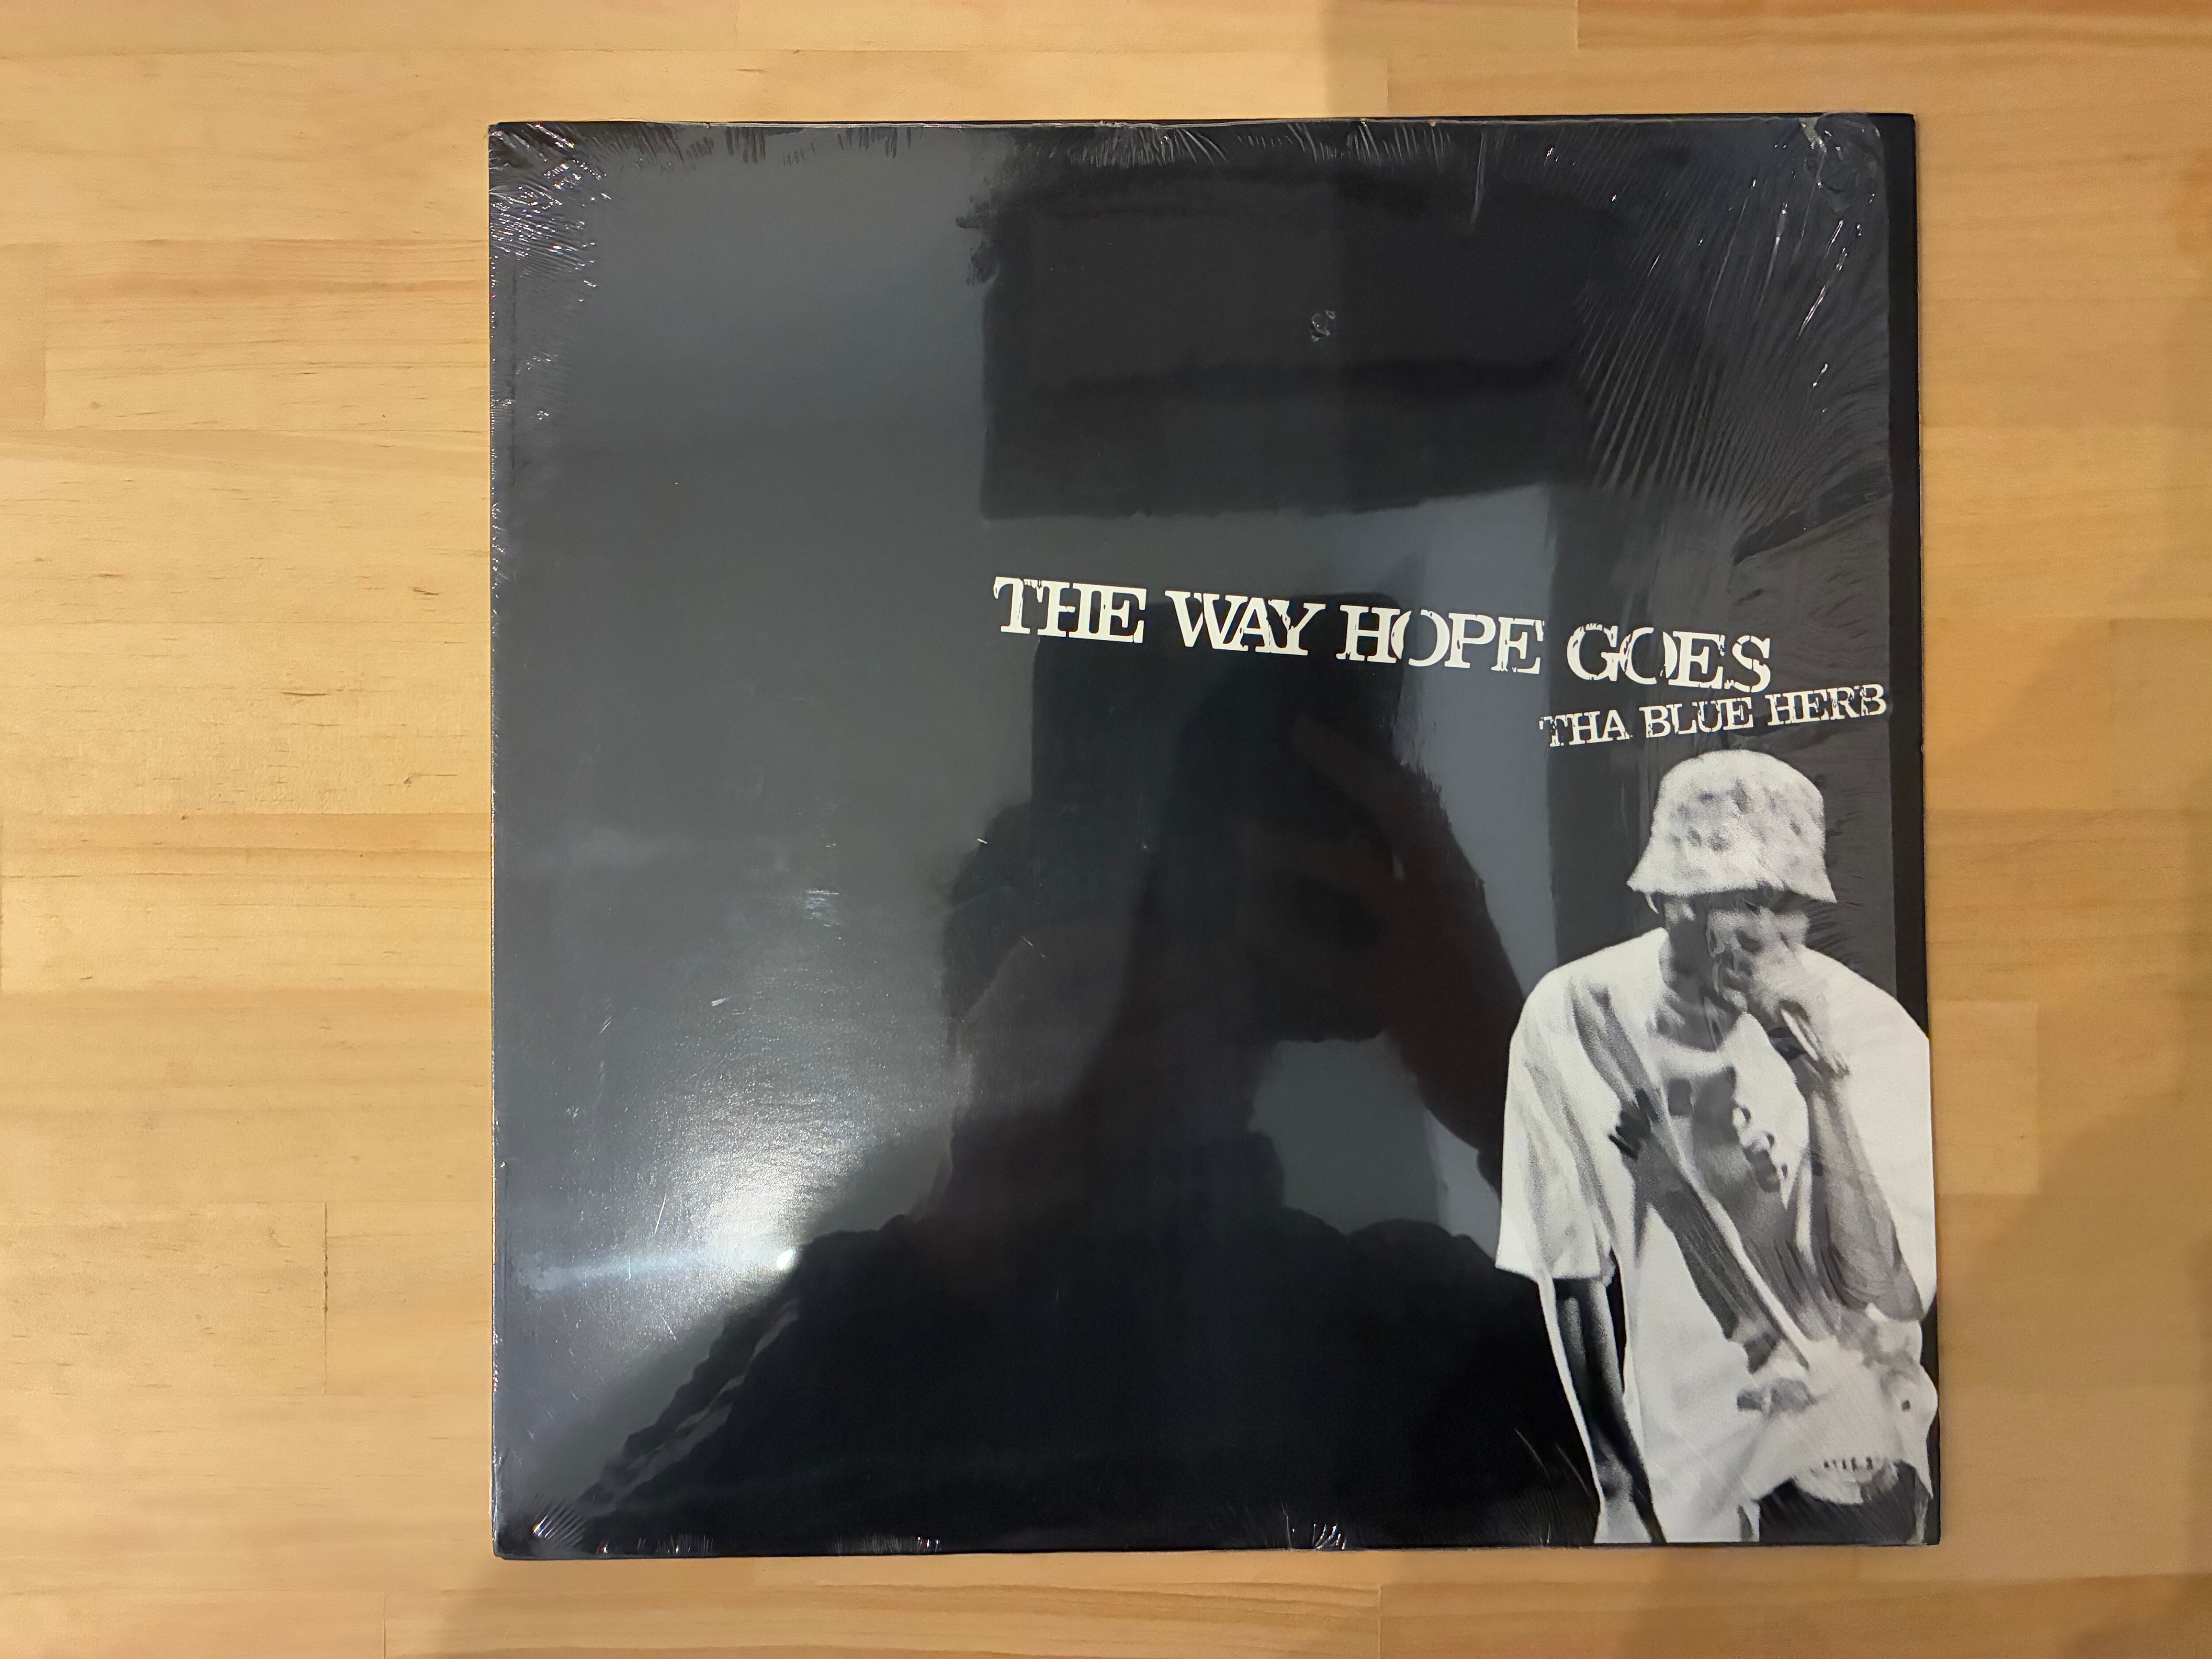 THE WAY HOPE GOES
THA BLUE HERB